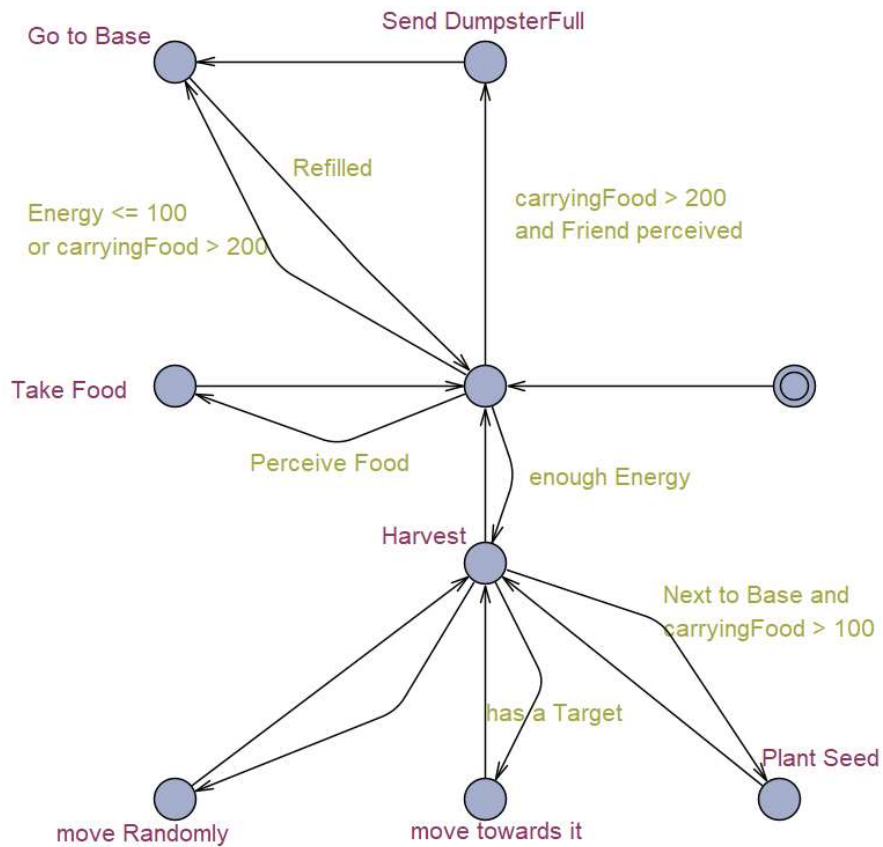 Send DumpsterFull
Go to Base
Refilled
carryingFood > 200
and Friend perceived
Energy <= 100
or carryingFood > 200
Take Food
Perceive Food
enough Energy
Harvest
Next to Base and
carryingFood > 100
has a Target
Plant Seed
move Randomly
move towards it